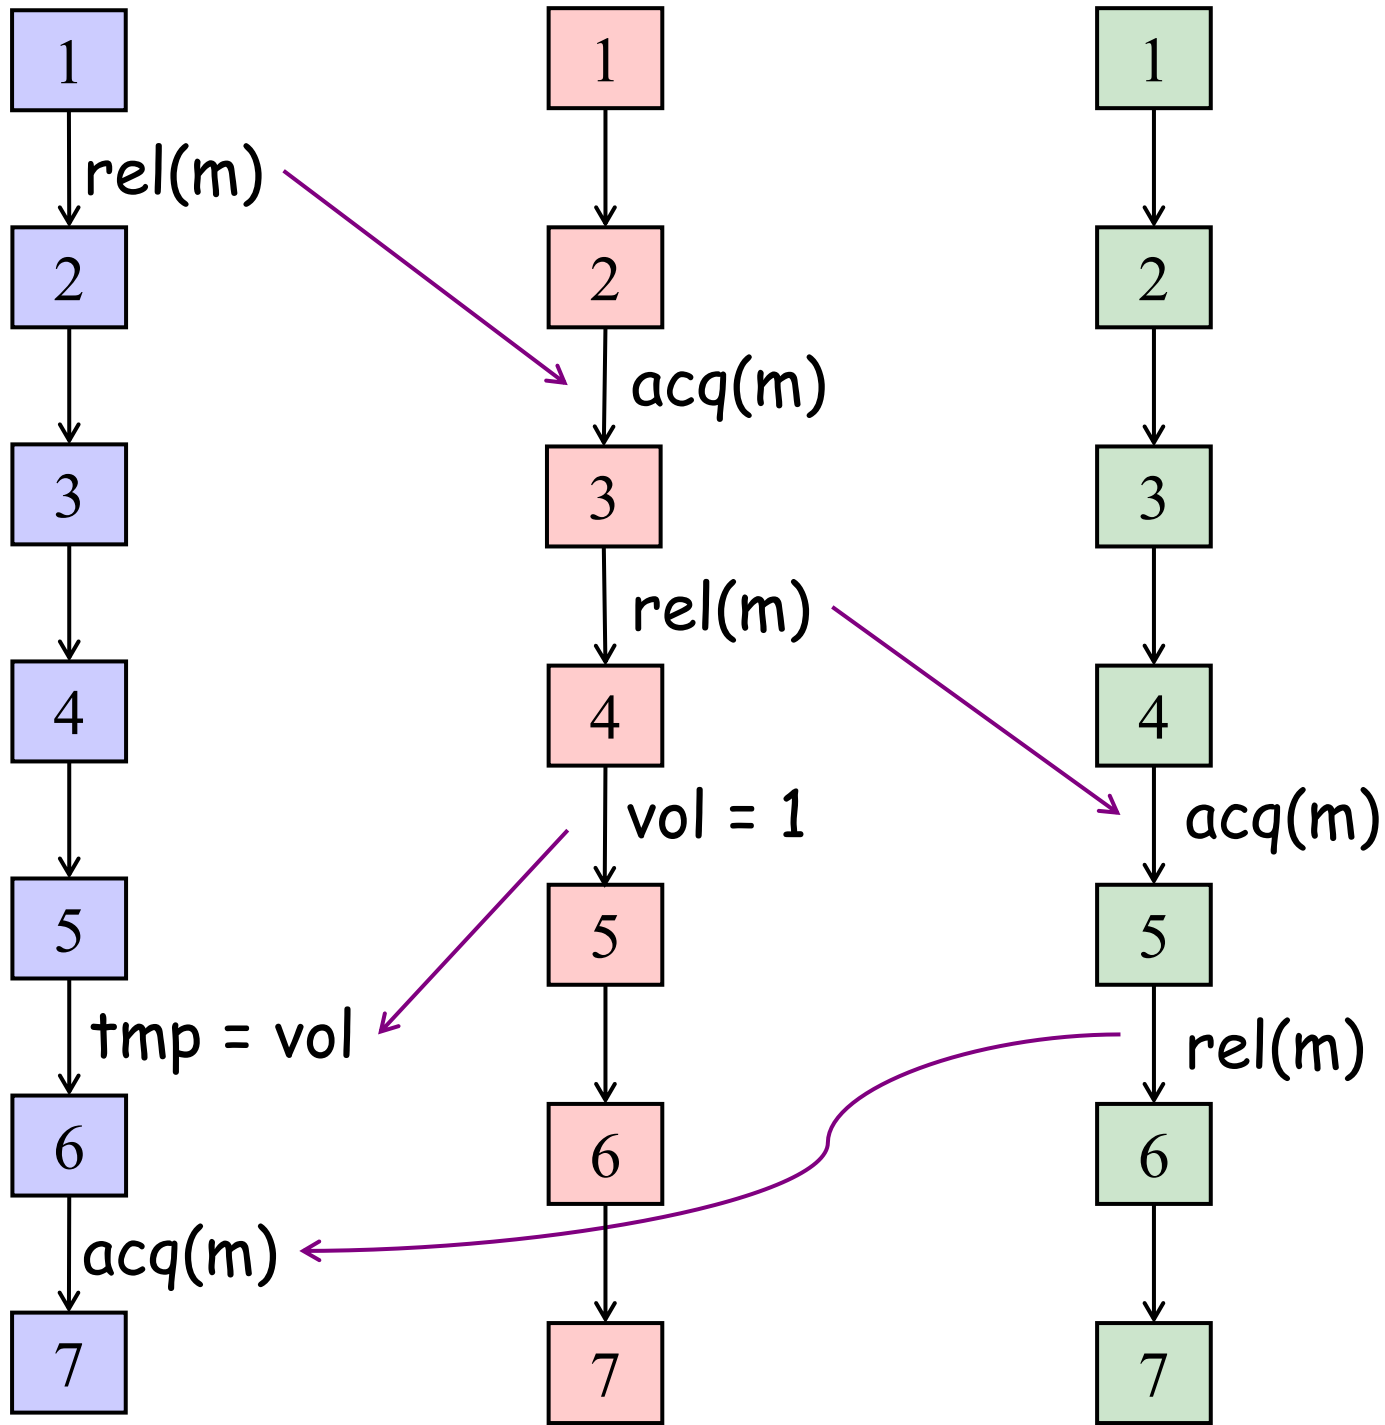 1 1 1
rel(m)
2 2 2
acq(m)
3 3 3
rel(m)
4 4 4
vol = 1 acq(m)
5 5 5
tmp = vol rel(m)
6 6 6
acq(m)
7 7 7